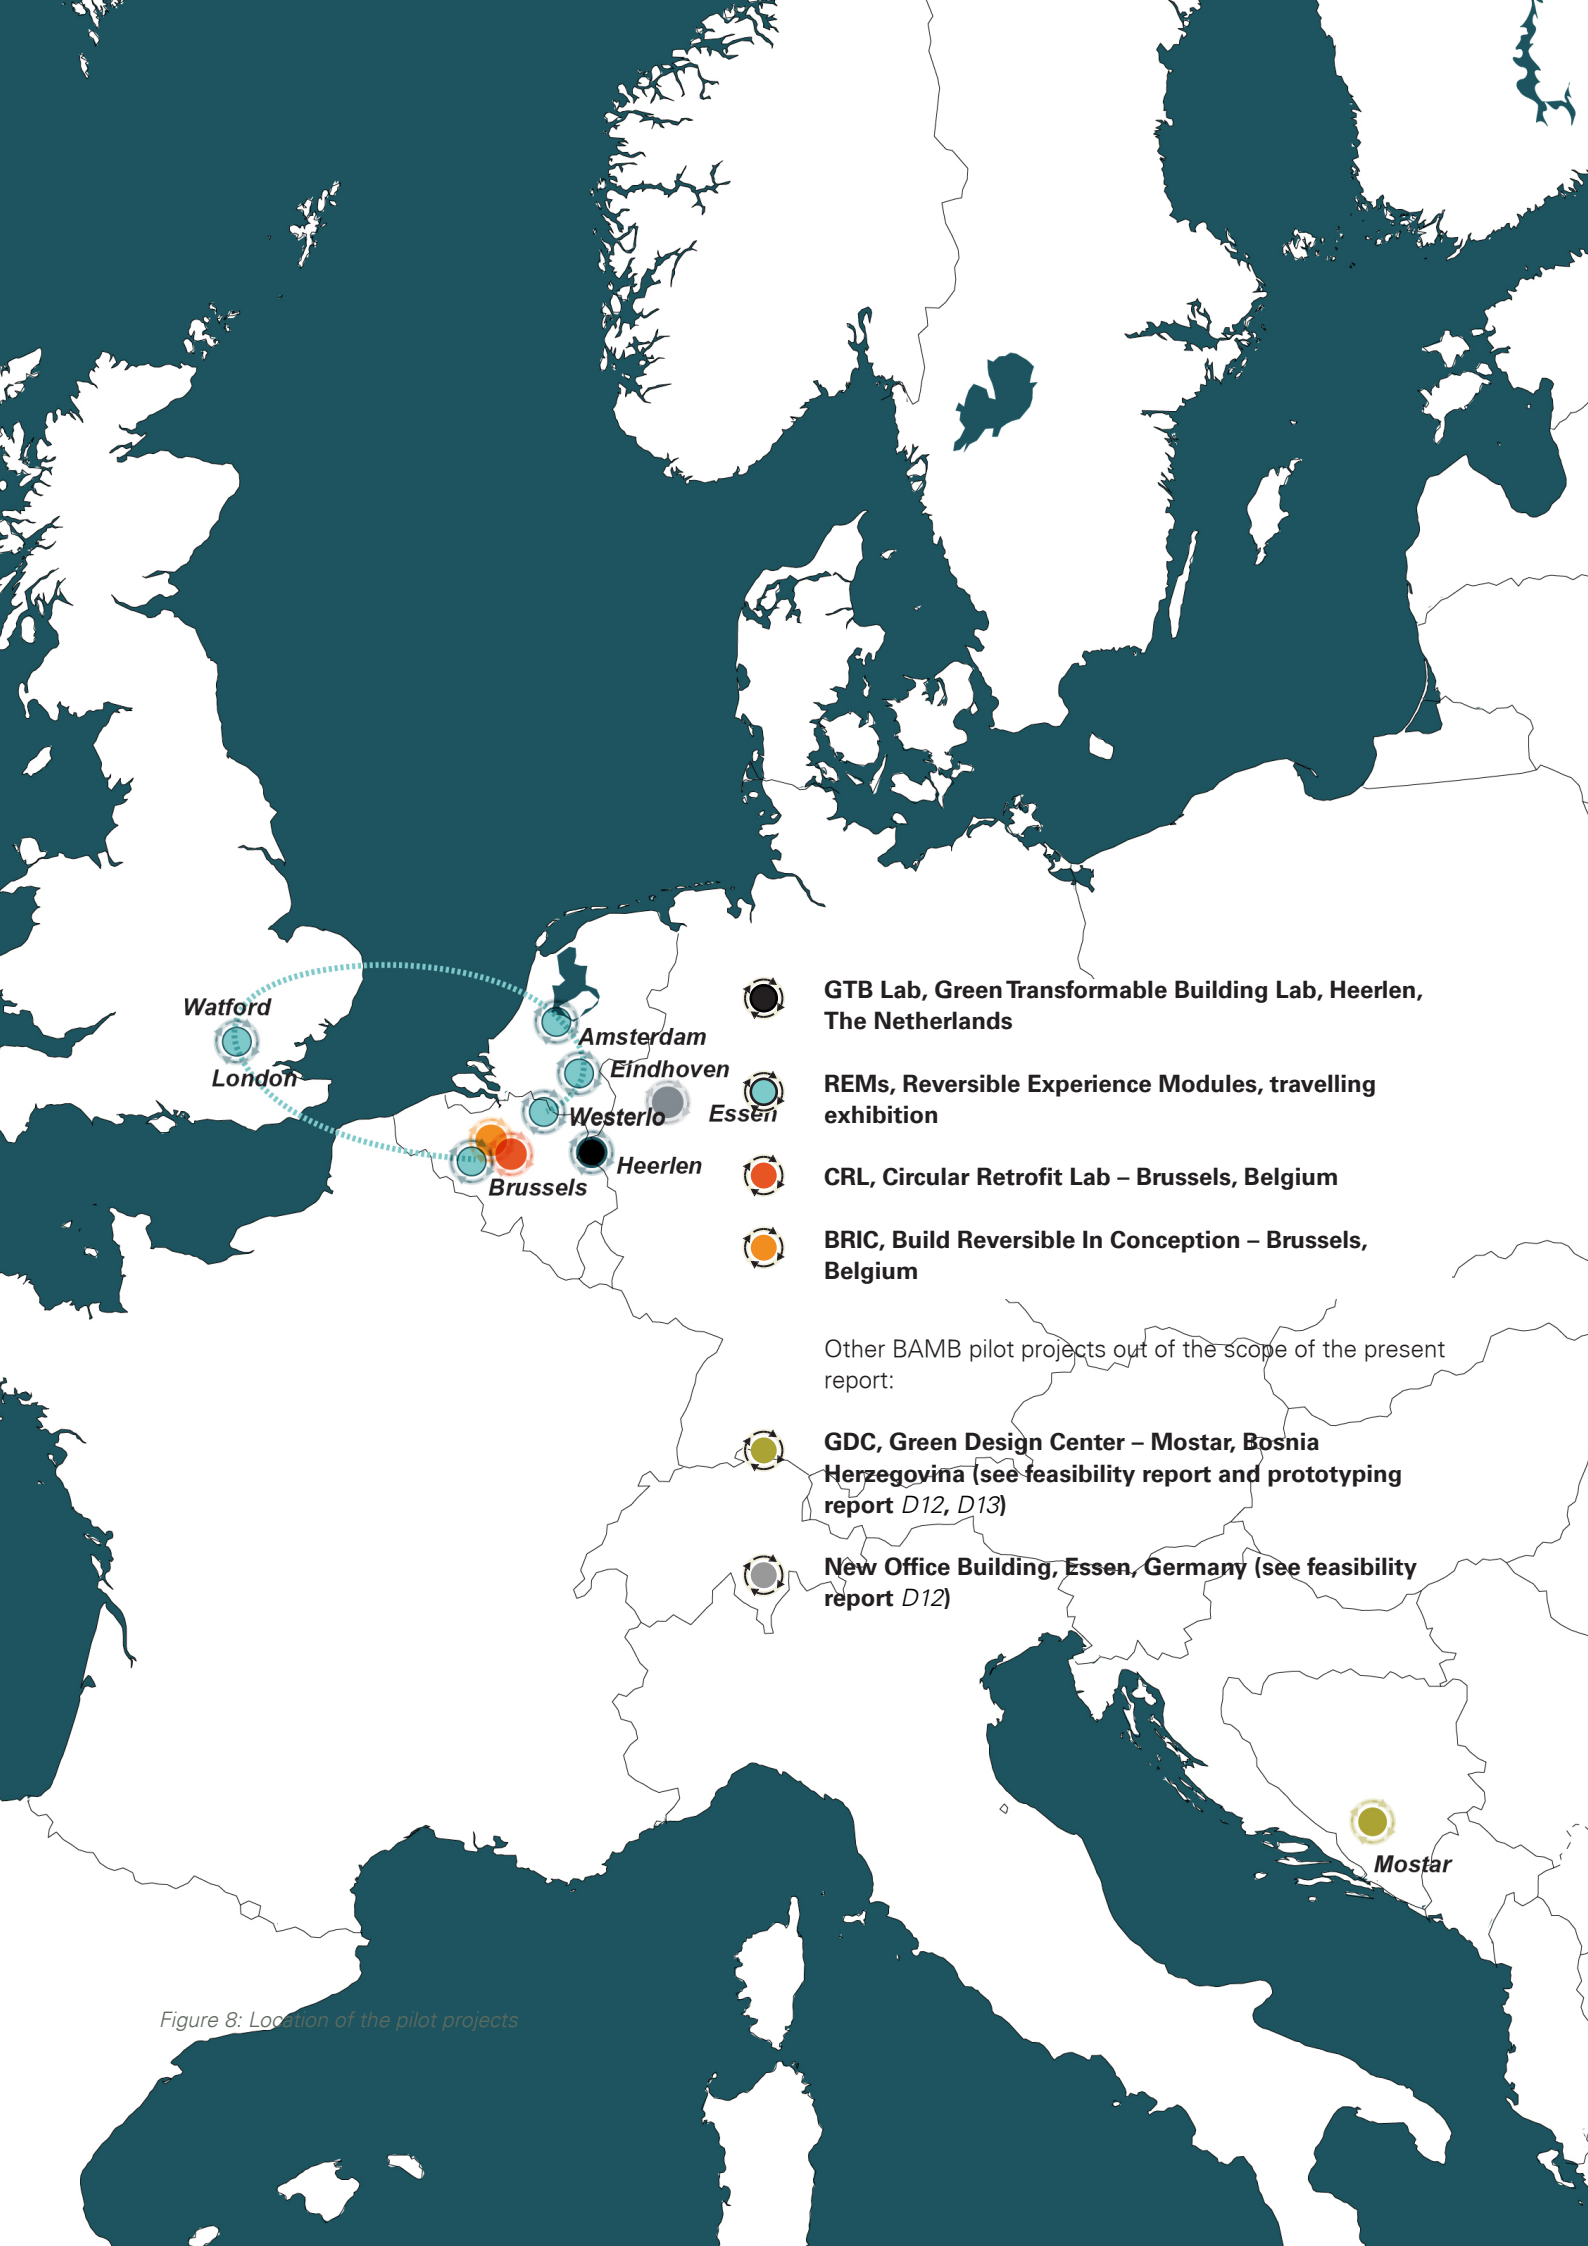 Watford
London
Amsterdam
Eindhoven
Westerlo
Essen
Heerlen
Brussels
GTB Lab, Green Transformable Building Lab, Heerlen,
The Netherlands
REMs, Reversible Experience Modules, travelling
exhibition
CRL, Circular Retrofit Lab – Brussels, Belgium
BRIC, Build Reversible In Conception – Brussels,
Belgium
Other BAMB pilot projects out of the scope of the present
report:
GDC, Green Design Center – Mostar, Bosnia
Herzegovina (see feasibility report and prototyping
report D12, D13)
New Office Building, Essen, Germany (see feasibility
report D12)
Mostar
Figure 8: Location of the pilot projects